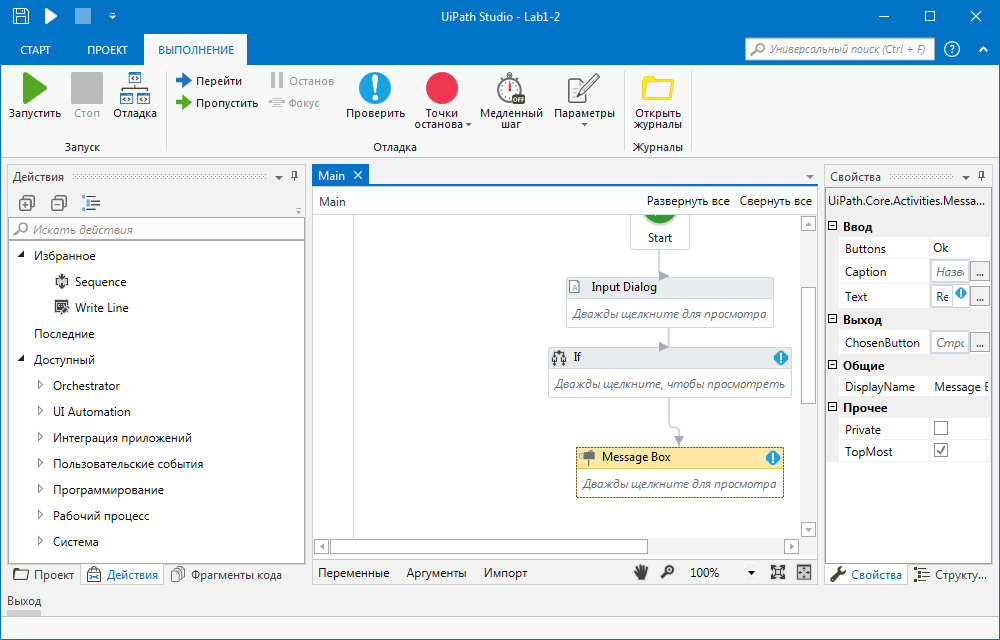 UiPath Studio - Lab1-2
СТАРТ
ПРОЕКТ
ВЫПОЛНЕНИЕ
Универсальный поиск (Ctrl + F)
Запустить
Стоп
Отладка
Запуск
Перейти
Пропустить
Останов
Фокус
Проверить
Точки
останова
OFF
Медленный
шаг
Параметры
Отладка
Открыть
журналы
Журналы
Действия
Искать действия
Избранное
Sequence
Write Line
Последние
Доступный
Orchestrator
UI Automation
Интеграция приложений
Пользовательские события
Программирование
Рабочий процесс
Система
Проект
Действия
Фрагменты кода
Main
Main
Развернуть все
Свернуть все
Start
Input Dialog
Дважды щелкните для просмотра
If
Дважды щелкните, чтобы просмотреть
Message Box
Дважды щелкните для просмотра
Переменные
Аргументы
Импорт
100%
Свойства
UiPath.Core.Activities.Messa...
Ввод
Buttons Ok
Caption Назв ...
Text Re ...
Выход
ChosenButton Стро ...
Общие
DisplayName Message B
Прочее
Private
TopMost
Свойства
Структу...
Выход